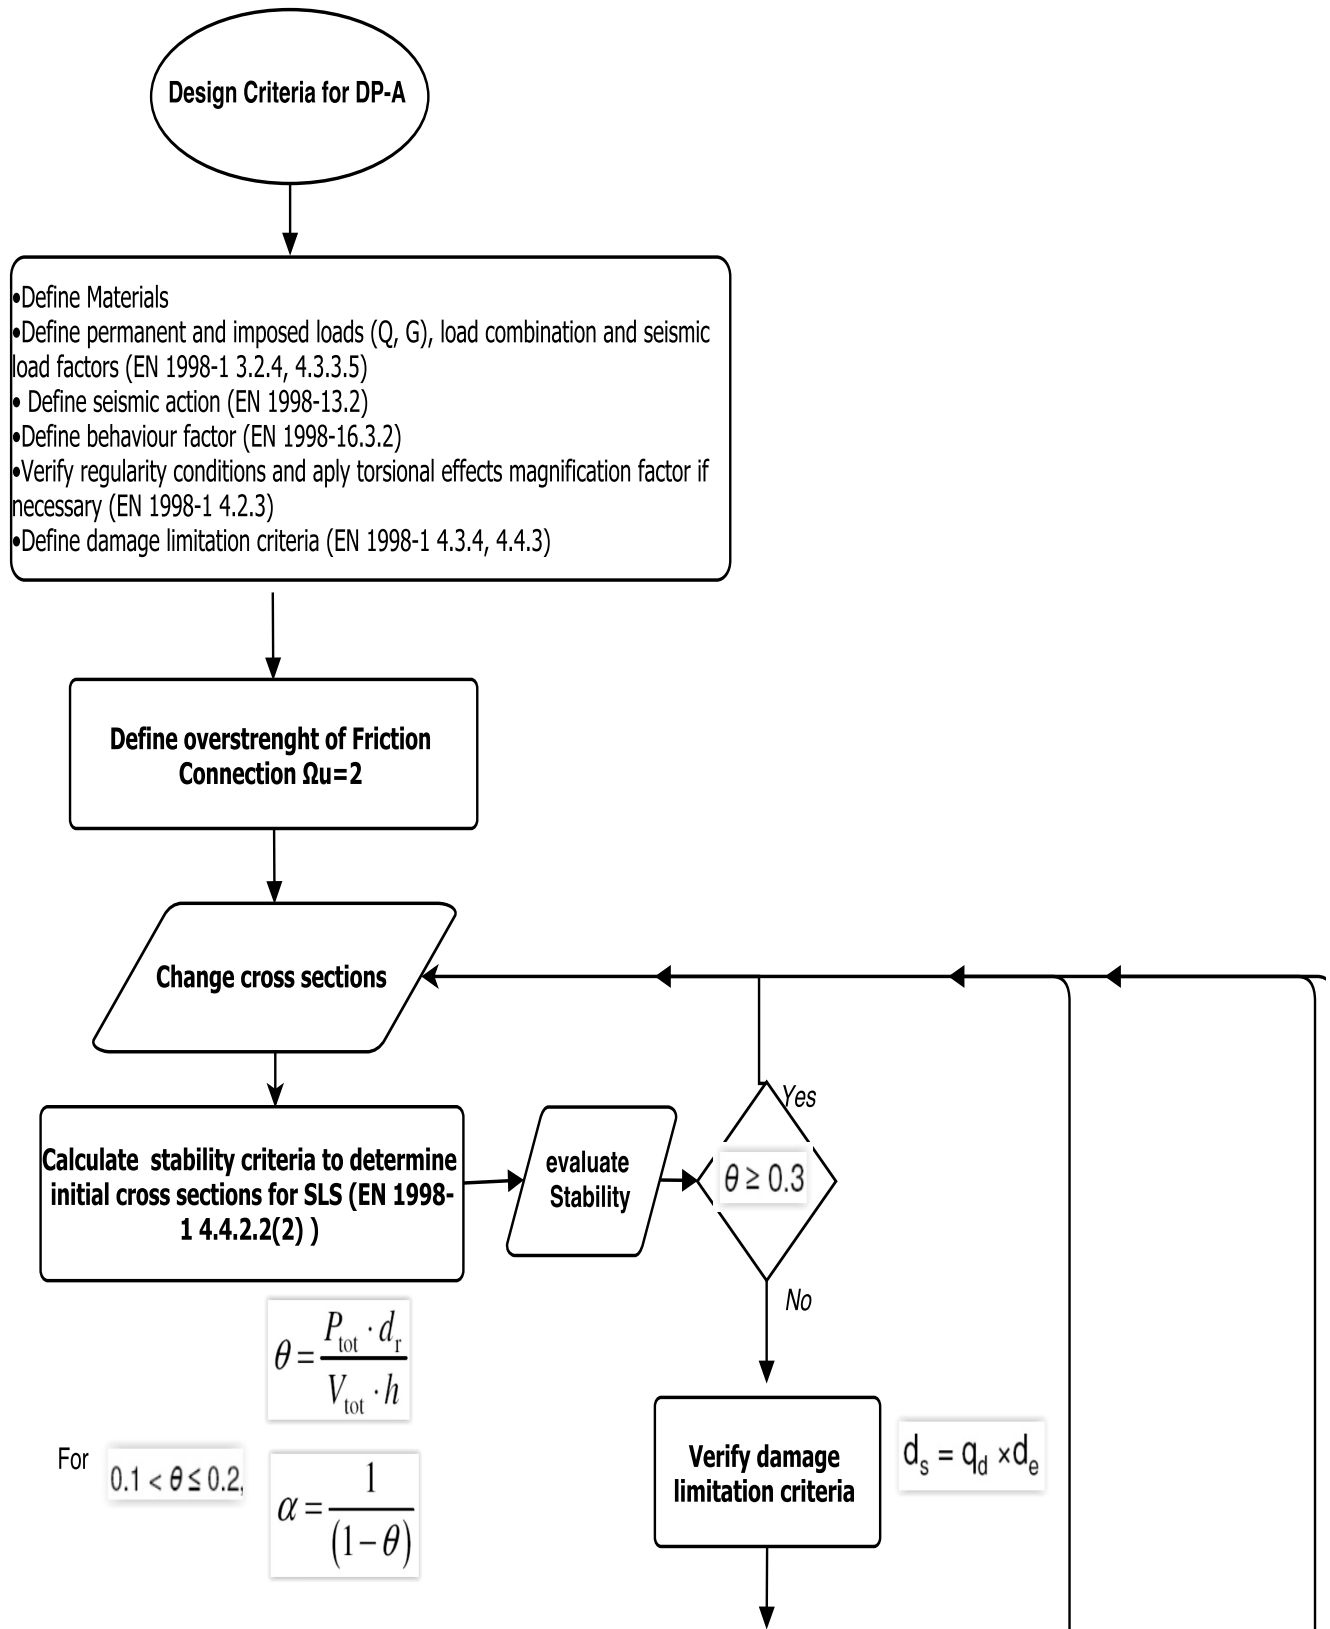 Design Criteria for DP-A
•Define Materials
•Define permanent and imposed loads (Q, G), load combination and seismic
load factors (EN 1998-1 3.2.4, 4.3.3.5)
• Define seismic action (EN 1998-13.2)
•Define behaviour factor (EN 1998-16.3.2)
•Verify regularity conditions and aply torsional effects magnification factor if
necessary (EN 1998-1 4.2.3)
•Define damage limitation criteria (EN 1998-1 4.3.4, 4.4.3)
Define overstrenght of Friction
Connection Ωu=2
Change cross sections
Calculate stability criteria to determine
initial cross sections for SLS (EN 1998-
1 4.4.2.2(2) )
evaluate
Stability
Yes
θ ≥ 0.3
No
θ = P_tot · d_r / V_tot · h
For 0.1 < θ ≤ 0.2,
α = 1 / (1 − θ)
Verify damage
limitation criteria
d_s = q_d ×d_e